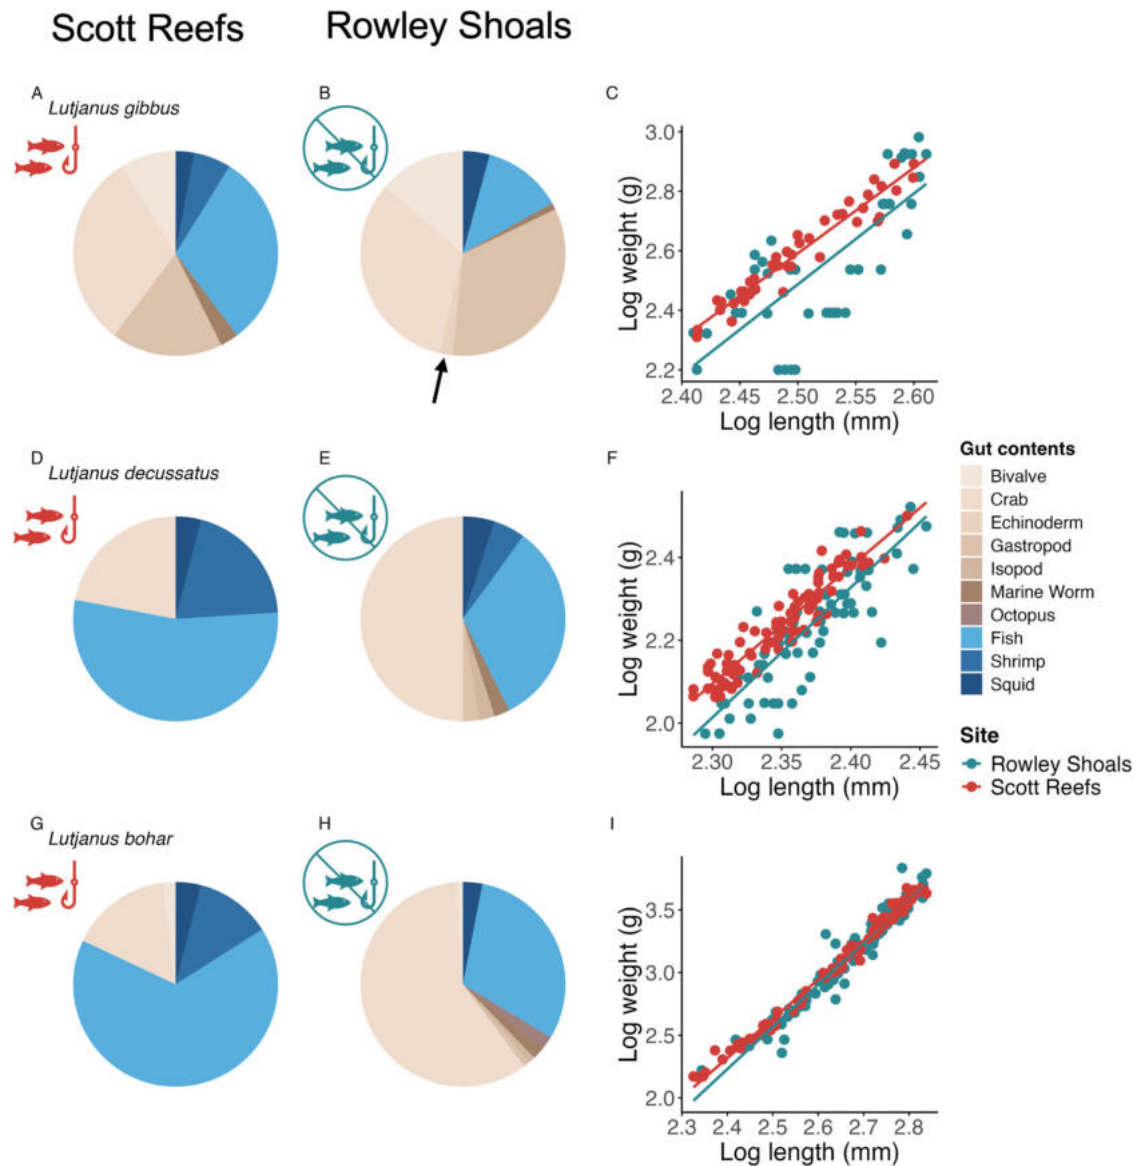 Scott Reefs
Rowley Shoals
A
Lutjanus gibbus
B
C
Log weight (g)
3.0
2.8
2.6
2.4
2.2
2.40 2.45 2.50 2.55 2.60
Log length (mm)
D
Lutjanus decussatus
E
F
Log weight (g)
2.4
2.2
2.0
2.30 2.35 2.40 2.45
Log length (mm)
Gut contents
Bivalve
Crab
Echinoderm
Gastropod
Isopod
Marine Worm
Octopus
Fish
Shrimp
Squid
Site
Rowley Shoals
Scott Reefs
G
Lutjanus bohar
H
I
Log weight (g)
3.5
3.0
2.5
2.0
2.3 2.4 2.5 2.6 2.7 2.8
Log length (mm)